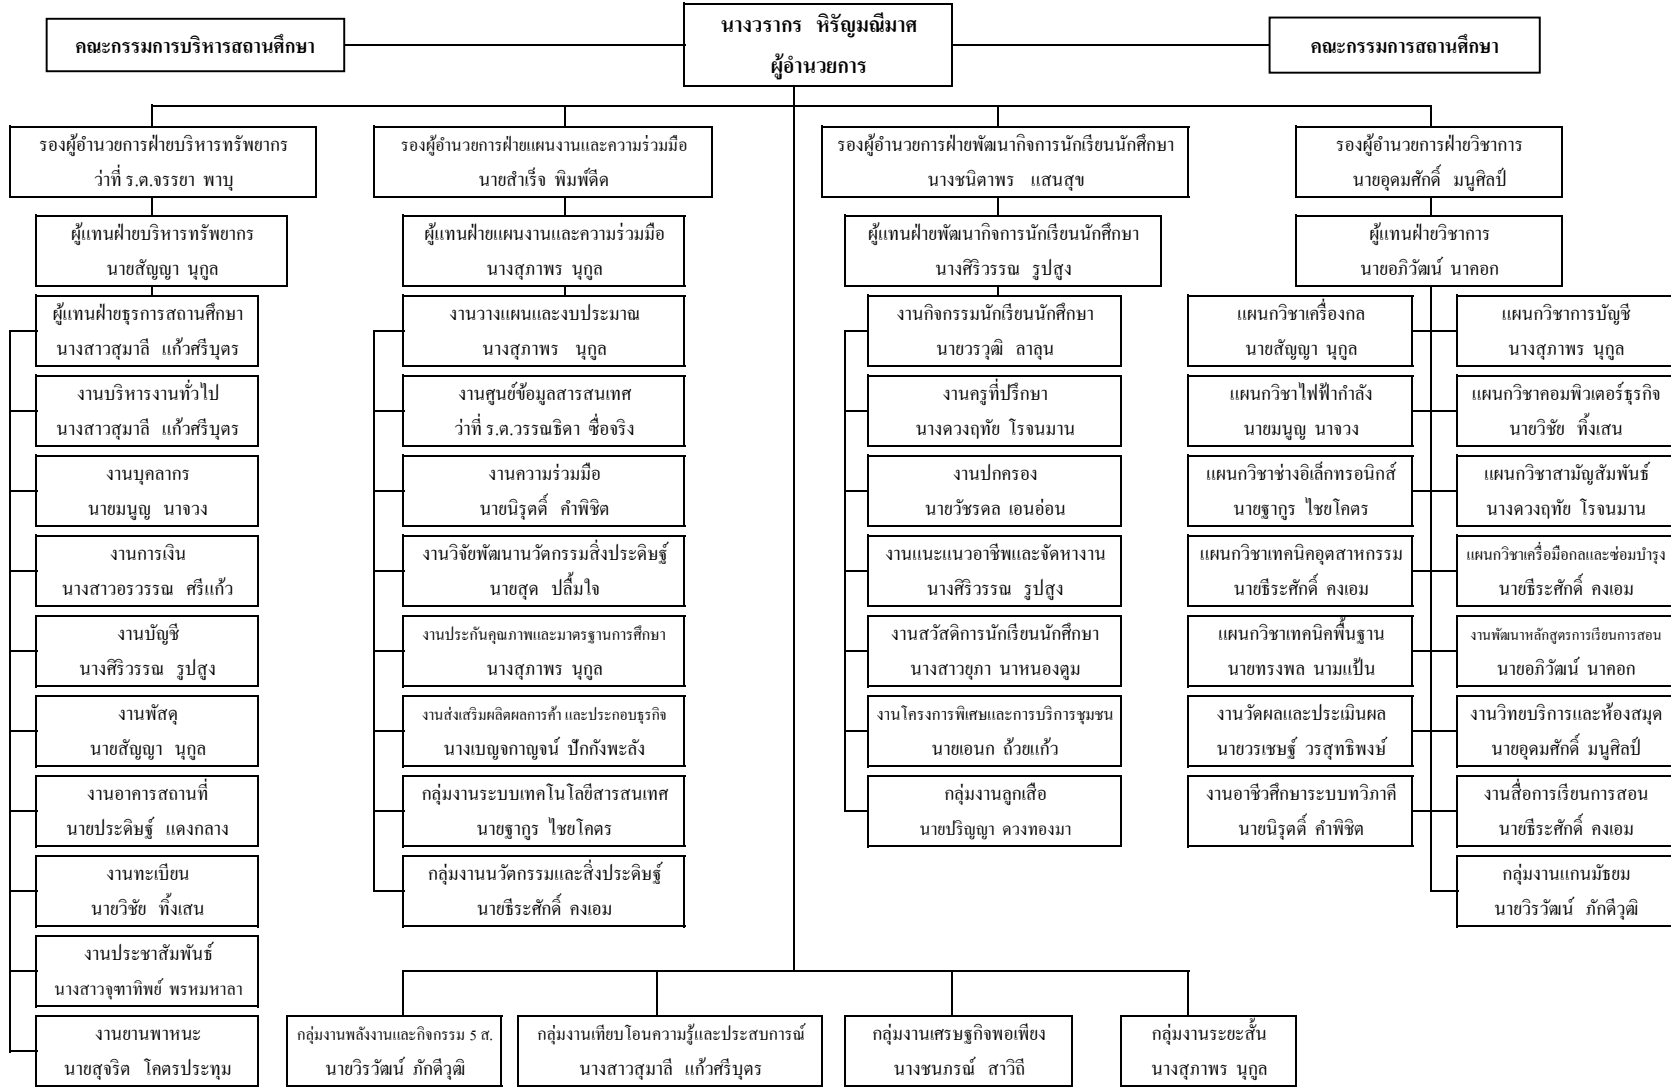 นางวรากร หิรัญมณีมาศ
ผู้อำนวยการ
คณะกรรมการบริหารสถานศึกษา
คณะกรรมการสถานศึกษา
รองผู้อำนวยการฝ่ายบริหารทรัพยากร
ว่าที่ ร.ต.จรรยา พาบุ
ผู้แทนฝ่ายบริหารทรัพยากร
นายสัญญา นุกูล
ผู้แทนฝ่ายธุรการสถานศึกษา
นางสาวสุมาลี แก้วศรีบุตร
งานบริหารงานทั่วไป
นางสาวสุมาลี แก้วศรีบุตร
งานบุคลากร
นายมนูญ นาจวง
งานการเงิน
นางสาวอรวรรณ ศรีแก้ว
งานบัญชี
นางศิริวรรณ รูปสูง
งานพัสดุ
นายสัญญา นุกูล
งานอาคารสถานที่
นายประดิษฐ์ แดงกลาง
งานทะเบียน
นายวิชัย ทิ้งเสน
งานประชาสัมพันธ์
นางสาวจุฑาทิพย์ พรหมหาลา
งานยานพาหนะ
นายสุจริต โคตรประทุม
รองผู้อำนวยการฝ่ายแผนงานและความร่วมมือ
นายสำเร็จ พิมพ์ดีด
ผู้แทนฝ่ายแผนงานและความร่วมมือ
นางสุภาพร นุกูล
งานวางแผนและงบประมาณ
นางสุภาพร นุกูล
งานศูนย์ข้อมูลสารสนเทศ
ว่าที่ ร.ต.วรรณธิดา ซื่อจริง
งานความร่วมมือ
นายนิรุตติ์ คำพิชิต
งานวิจัยพัฒนานวัตกรรมสิ่งประดิษฐ์
นายสุด ปลื้มใจ
งานประกันคุณภาพและมาตรฐานการศึกษา
นางสุภาพร นุกูล
งานส่งเสริมผลิตผลการค้า และประกอบธุรกิจ
นางเบญจกาญจน์ ปักกังพะลัง
กลุ่มงานระบบเทคโนโลยีสารสนเทศ
นายฐากูร ไชยโคตร
กลุ่มงานนวัตกรรมและสิ่งประดิษฐ์
นายธีระศักดิ์ คงเอม
รองผู้อำนวยการฝ่ายพัฒนากิจการนักเรียนนักศึกษา
นางชนิตาพร แสนสุข
ผู้แทนฝ่ายพัฒนากิจการนักเรียนนักศึกษา
นางศิริวรรณ รูปสูง
งานกิจกรรมนักเรียนนักศึกษา
นายวรวุฒิ ลาลุน
งานครูที่ปรึกษา
นางดวงฤทัย โรจนมาน
งานปกครอง
นายวัชรดล เอนอ่อน
งานแนะแนวอาชีพและจัดหางาน
นางศิริวรรณ รูปสูง
งานสวัสดิการนักเรียนนักศึกษา
นางสาวยุภา นาหนองตูม
งานโครงการพิเศษและการบริการชุมชน
นายเอนก ถ้วยแก้ว
กลุ่มงานลูกเสือ
นายปริญญา ดวงทองมา
รองผู้อำนวยการฝ่ายวิชาการ
นายอุดมศักดิ์ มนูศิลป์
ผู้แทนฝ่ายวิชาการ
นายอภิวัฒน์ นาคอก
แผนกวิชาเครื่องกล
นายสัญญา นุกูล
แผนกวิชาไฟฟ้ากำลัง
นายมนูญ นาจวง
แผนกวิชาช่างอิเล็กทรอนิกส์
นายฐากูร ไชยโคตร
แผนกวิชาเทคนิคอุตสาหกรรม
นายธีระศักดิ์ คงเอม
แผนกวิชาเทคนิคพื้นฐาน
นายทรงพล นามแป้น
งานวัดผลและประเมินผล
นายวรเชษฐ์ วรสุทธิพงษ์
งานอาชีวศึกษาระบบทวิภาคี
นายนิรุตติ์ คำพิชิต
แผนกวิชาการบัญชี
นางสุภาพร นุกูล
แผนกวิชาคอมพิวเตอร์ธุรกิจ
นายวิชัย ทิ้งเสน
แผนกวิชาสามัญสัมพันธ์
นางดวงฤทัย โรจนมาน
แผนกวิชาเครื่อมือกลและซ่อมบำรุง
นายธีระศักดิ์ คงเอม
งานพัฒนาหลักสูตรการเรียนการสอน
นายอภิวัฒน์ นาคอก
งานวิทยบริการและห้องสมุด
นายอุดมศักดิ์ มนูศิลป์
งานสื่อการเรียนการสอน
นายธีระศักดิ์ คงเอม
กลุ่มงานแกนมัธยม
นายวิรวัฒน์ ภักดีวุฒิ
กลุ่มงานพลังงานและกิจกรรม 5 ส.
นายวิรวัฒน์ ภักดีวุฒิ
กลุ่มงานเทียบโอนความรู้และประสบการณ์
นางสาวสุมาลี แก้วศรีบุตร
กลุ่มงานเศรษฐกิจพอเพียง
นางชนภรณ์ สาวิถี
กลุ่มงานระยะสั้น
นางสุภาพร นุกูล